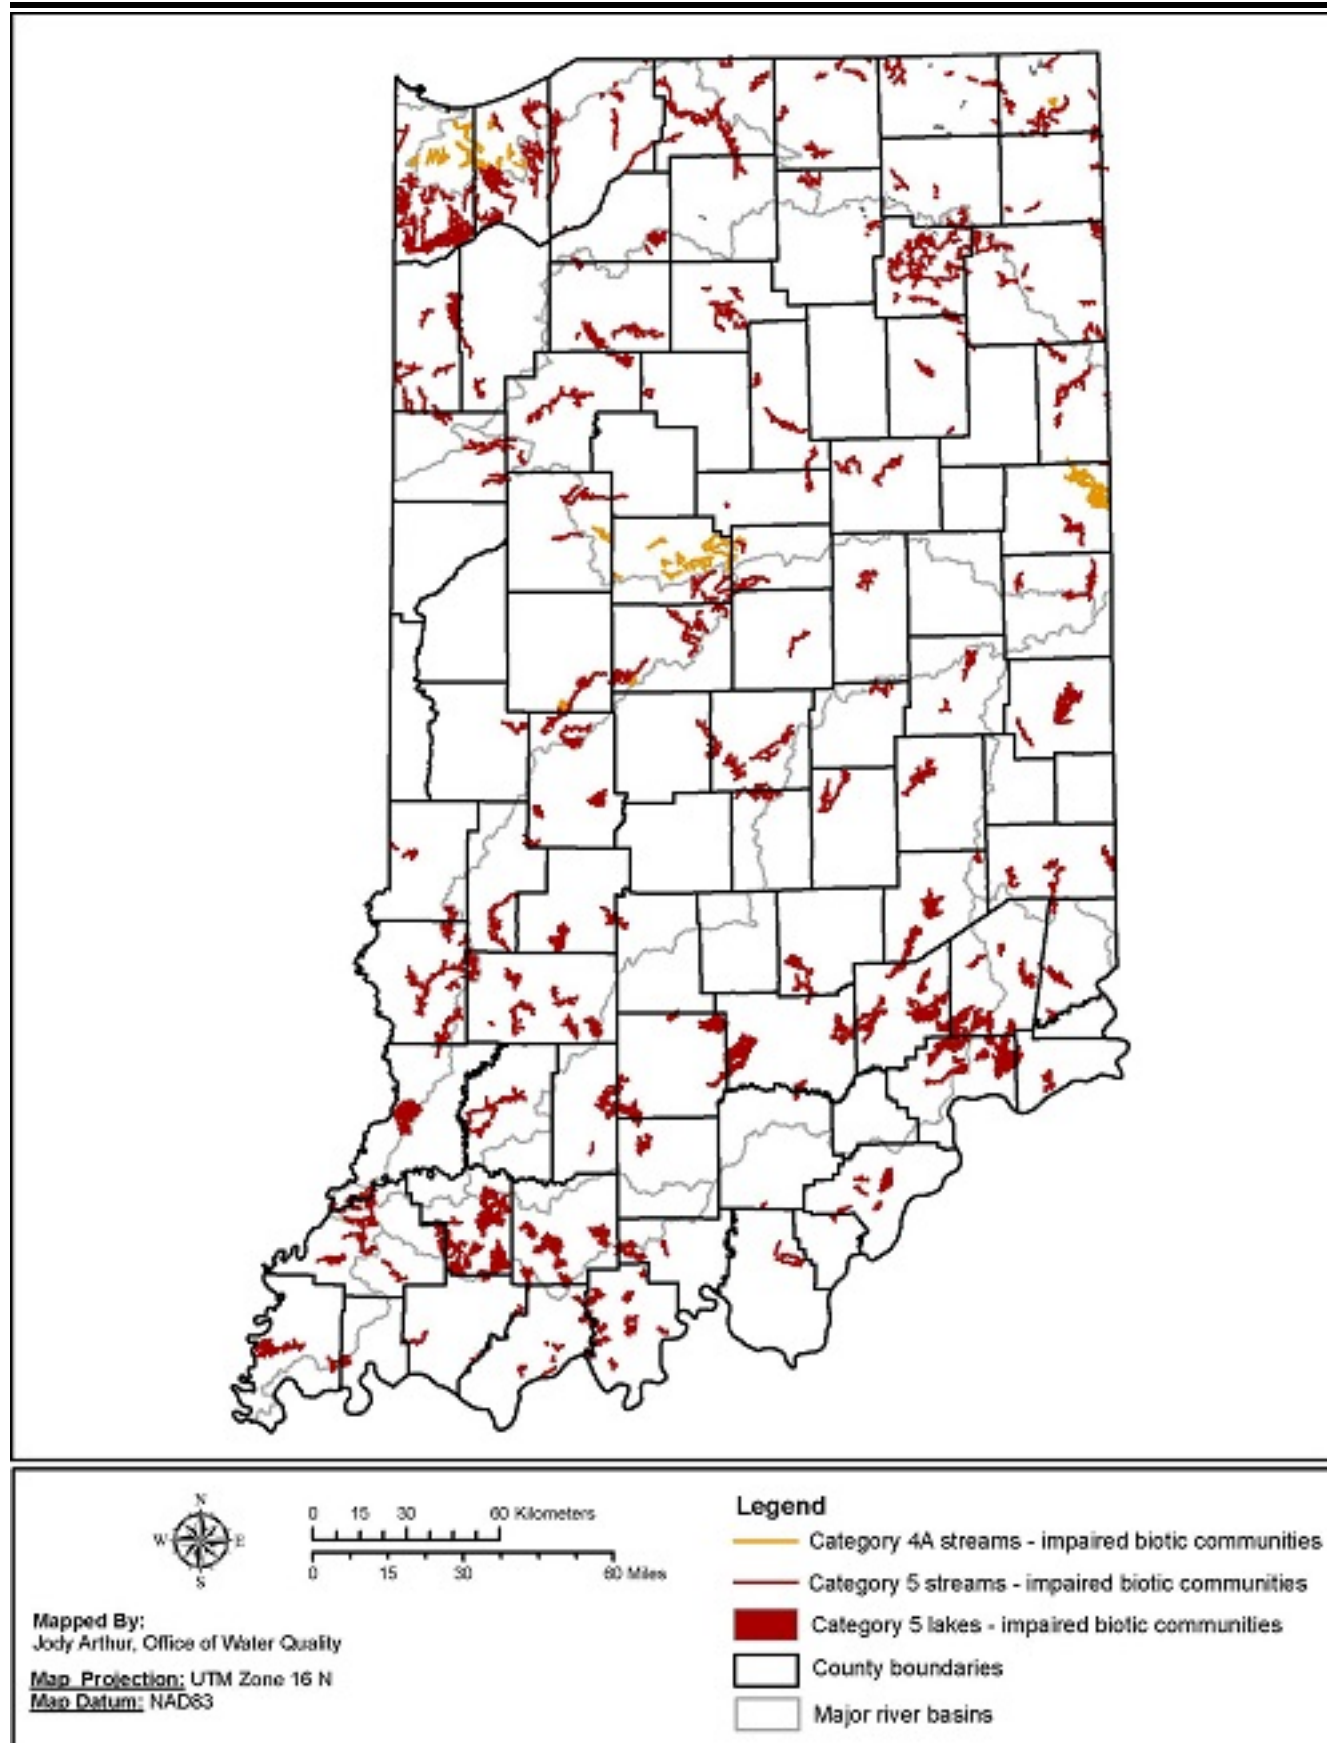 N
W E
S
0 15 30 60 Kilometers
0 15 30 60 Miles
Mapped By:
Jody Arthur, Office of Water Quality
Map Projection: UTM Zone 16 N
Map Datum: NAD83
Legend
Category 4A streams - impaired biotic communities
Category 5 streams - impaired biotic communities
Category 5 lakes - impaired biotic communities
County boundaries
Major river basins